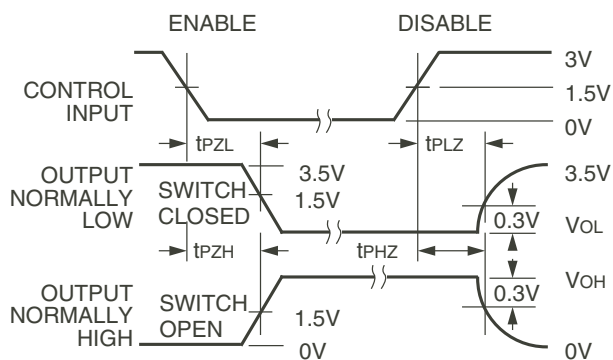 ENABLE DISABLE
3V
CONTROL INPUT 1.5V
0V
tPZL tPLZ
OUTPUT NORMALLY LOW
3.5V 3.5V
SWITCH CLOSED
1.5V 0.3V VOL
tPZH tPHZ
OUTPUT NORMALLY HIGH
VOH
SWITCH OPEN
0.3V
1.5V
0V 0V